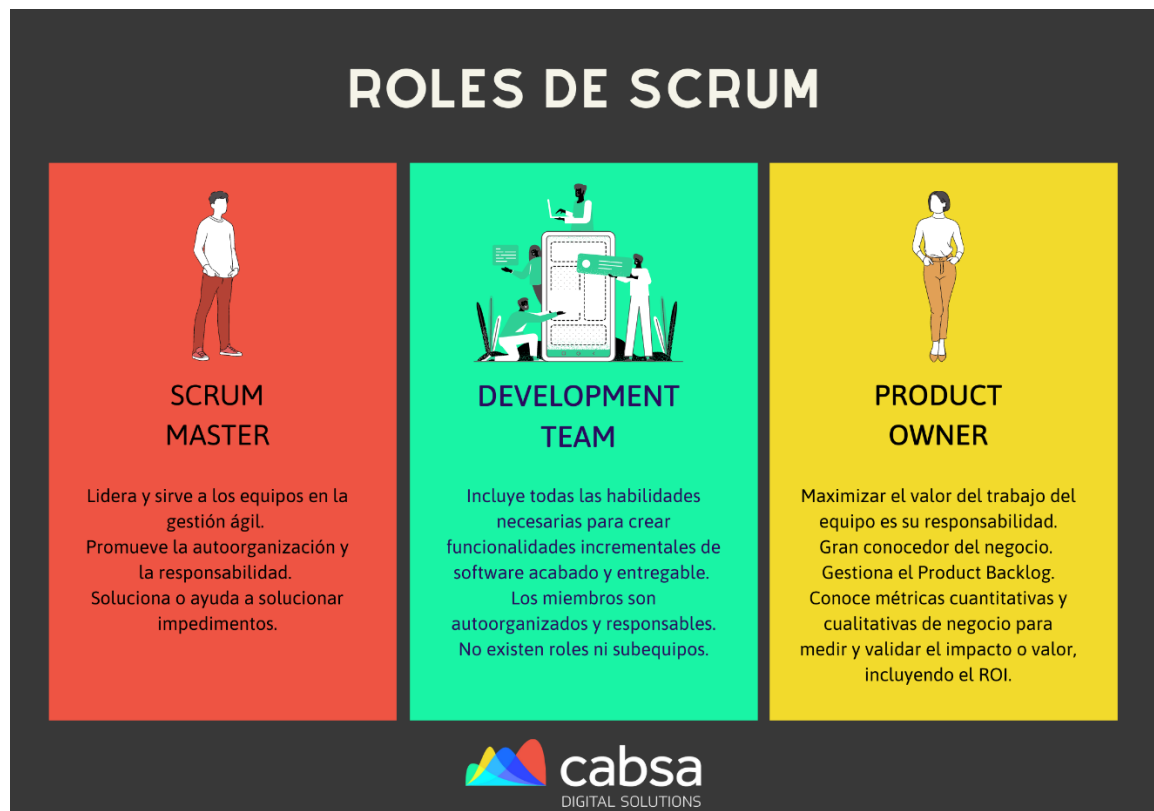 ROLES DE SCRUM
SCRUM
MASTER
Lidera y sirve a los equipos en la
gestión ágil.
Promueve la autoorganización y
la responsabilidad.
Soluciona o ayuda a solucionar
impedimentos.
DEVELOPMENT
TEAM
Incluye todas las habilidades
necesarias para crear
funcionalidades incrementales de
software acabado y entregable.
Los miembros son
autoorganizados y responsables.
No existen roles ni subequipos.
PRODUCT
OWNER
Maximizar el valor del trabajo del
equipo es su responsabilidad.
Gran conocedor del negocio.
Gestiona el Product Backlog.
Conoce métricas cuantitativas y
cualitativas de negocio para
medir y validar el impacto o valor,
incluyendo el ROI.
cabsa
DIGITAL SOLUTIONS